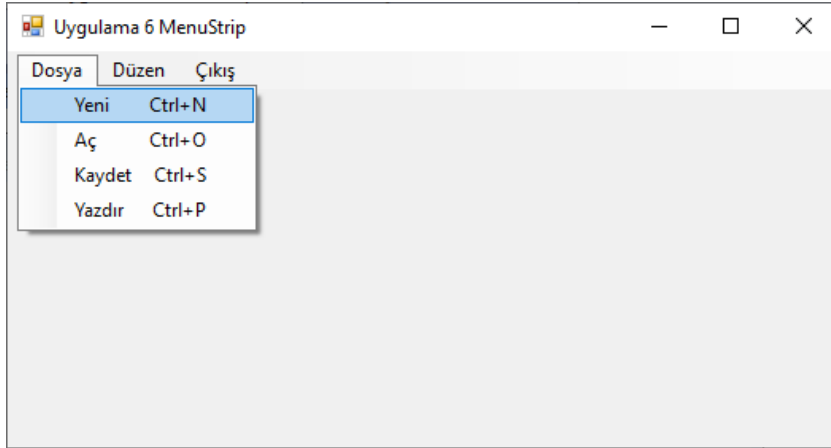 Uygulama 6 MenuStrip
Dosya Düzen Çıkış
Yeni Ctrl+N
Aç Ctrl+O
Kaydet Ctrl+S
Yazdır Ctrl+P